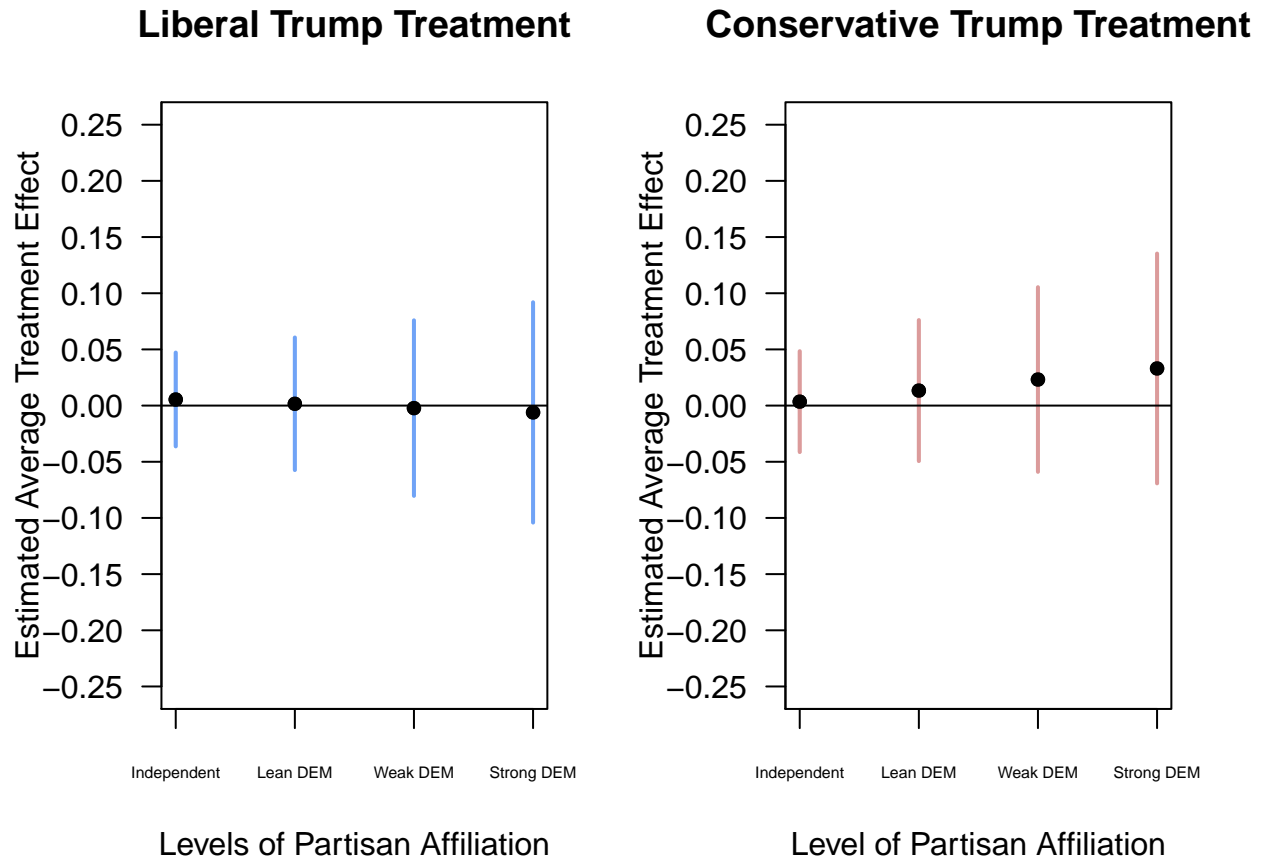 Liberal Trump Treatment
Estimated Average Treatment Effect
0.25
0.20
0.15
0.10
0.05
0.00
−0.05
−0.10
−0.15
−0.20
−0.25
Independent Lean DEM Weak DEM Strong DEM
Levels of Partisan Affiliation
Conservative Trump Treatment
Estimated Average Treatment Effect
0.25
0.20
0.15
0.10
0.05
0.00
−0.05
−0.10
−0.15
−0.20
−0.25
Independent Lean DEM Weak DEM Strong DEM
Level of Partisan Affiliation